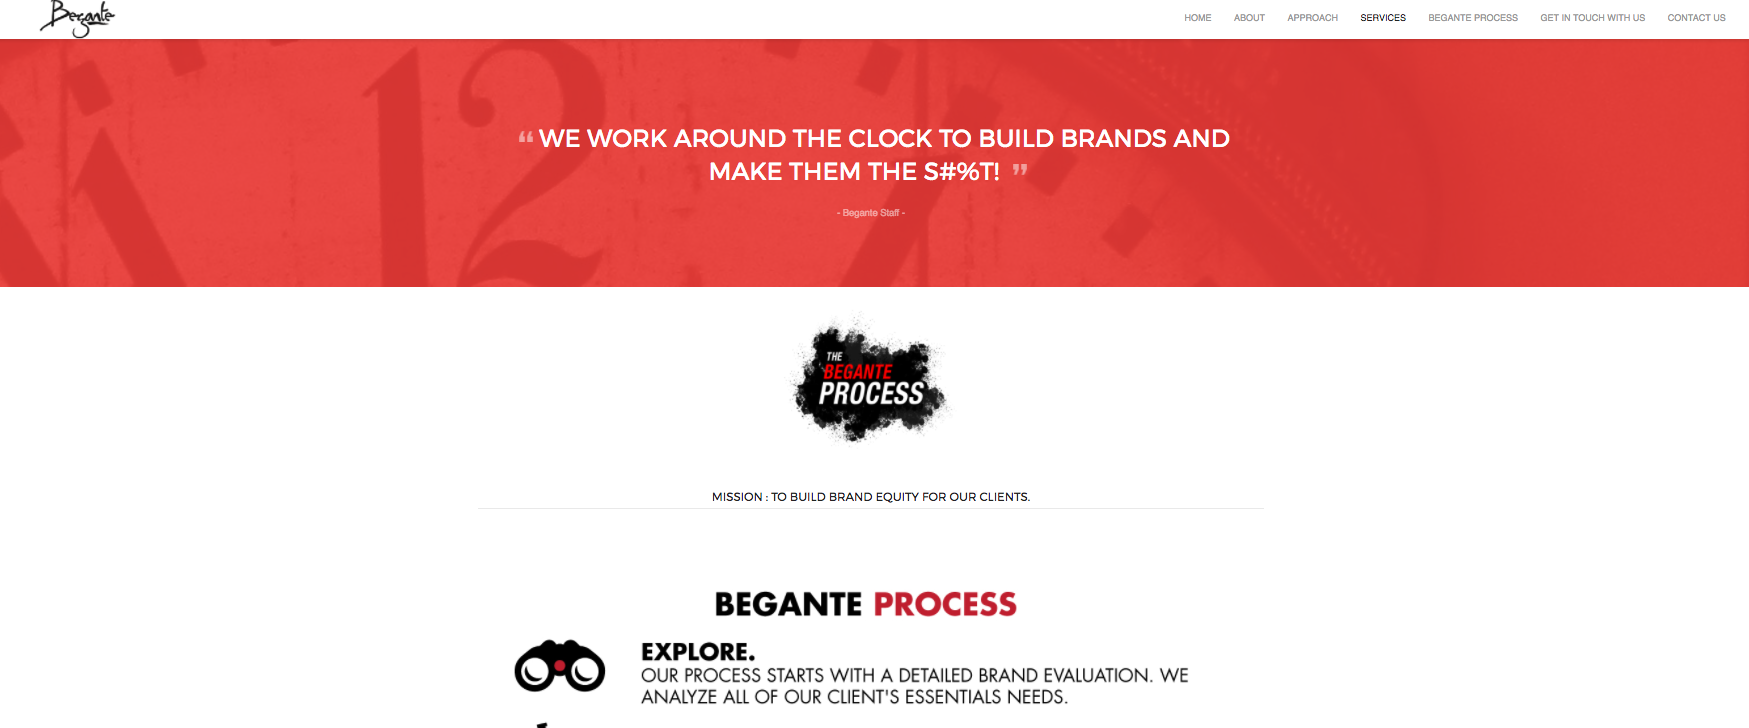 Begante
HOME ABOUT APPROACH SERVICES BEGANTE PROCESS GET IN TOUCH WITH US CONTACT US
12
“ WE WORK AROUND THE CLOCK TO BUILD BRANDS AND
MAKE THEM THE S#%T! ”
- Begante Staff -
THE
BEGANTE
PROCESS
MISSION : TO BUILD BRAND EQUITY FOR OUR CLIENTS.
BEGANTE PROCESS
EXPLORE.
OUR PROCESS STARTS WITH A DETAILED BRAND EVALUATION. WE
ANALYZE ALL OF OUR CLIENT'S ESSENTIALS NEEDS.